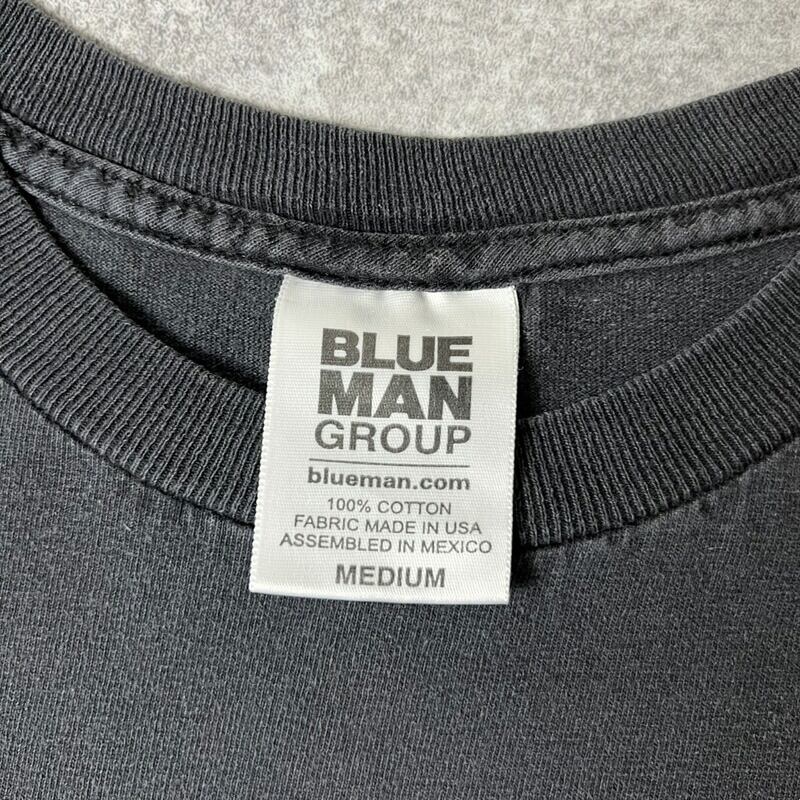 BLUE
MAN
GROUP
blueman.com
100% COTTON
FABRIC MADE IN USA
ASSEMBLED IN MEXICO
MEDIUM